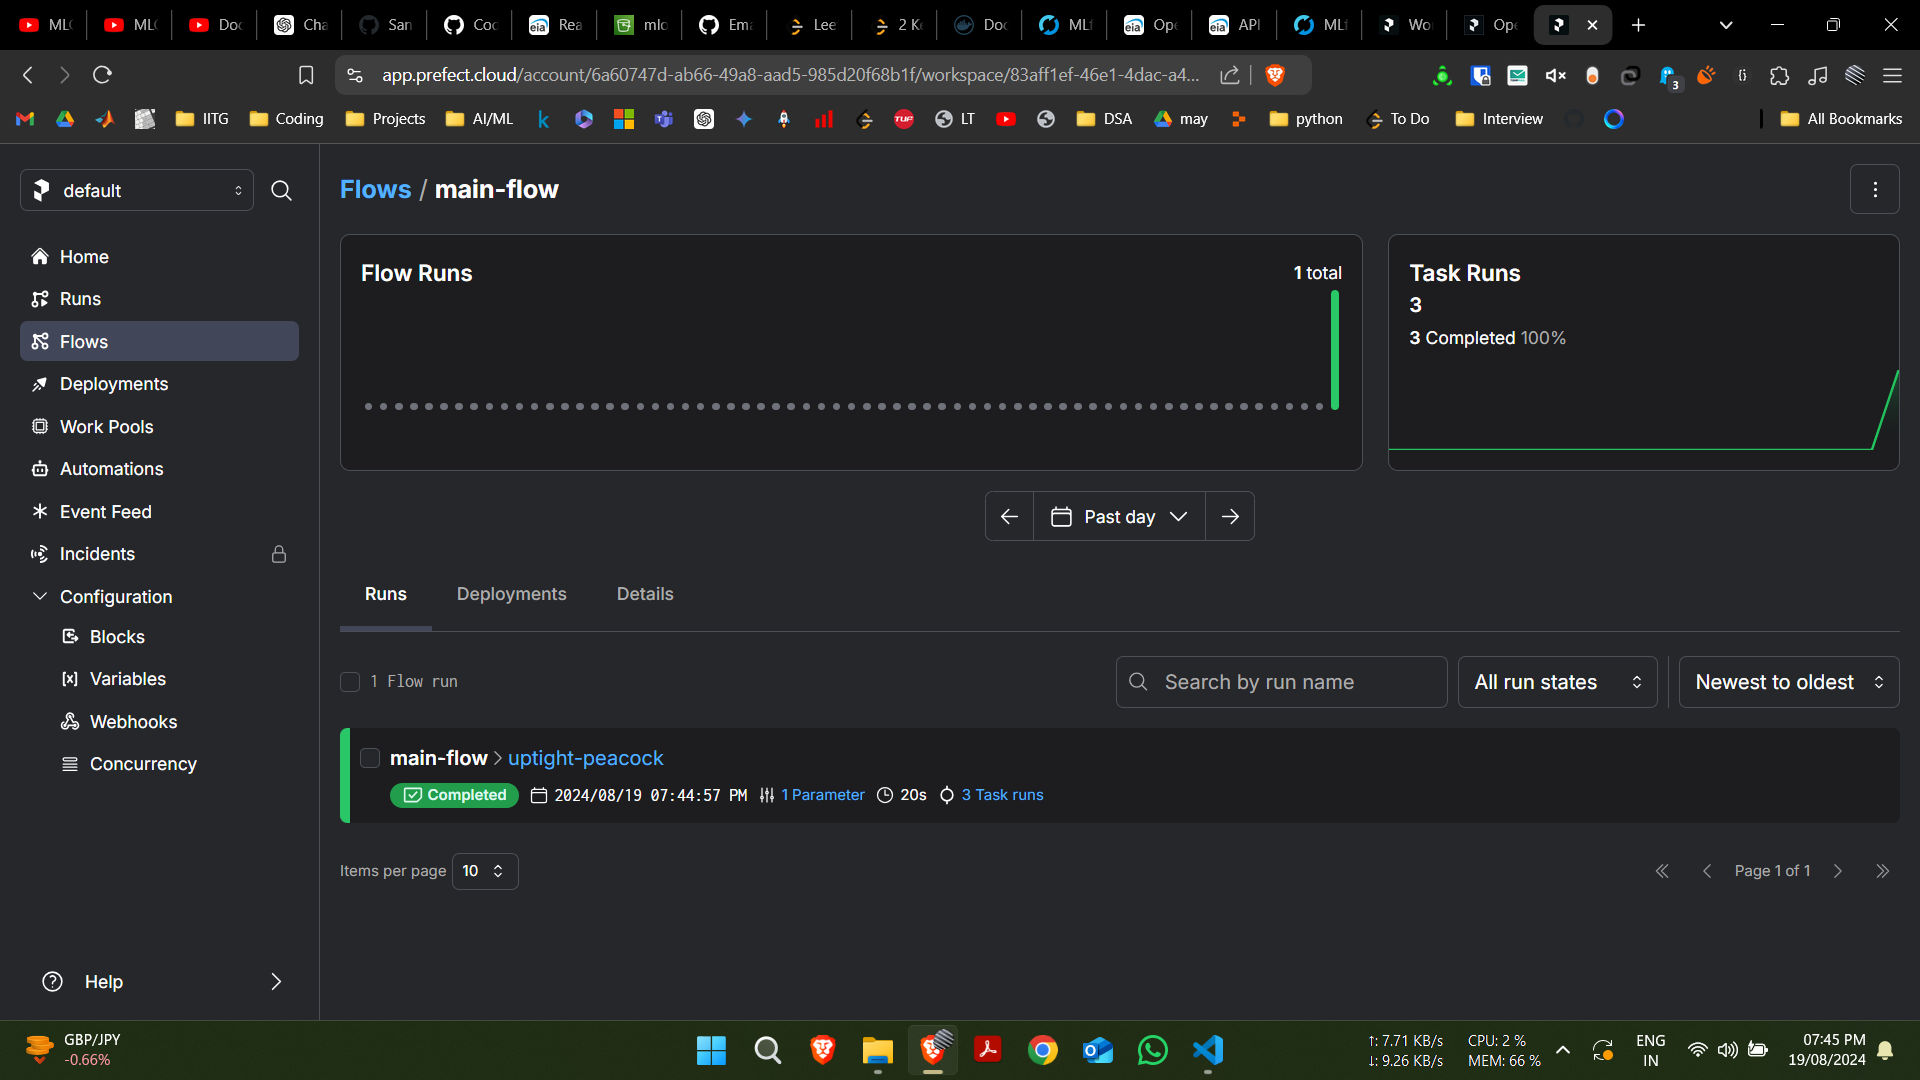 MLC
MLC
Doc
Cha
San
Coc
Rea
mlo
Em
Lee
2 K
Doc
MLf
Ope
API
MLf
Wo
Ope
app.prefect.cloud/account/6a60747d-ab66-49a8-aad5-985d20f68b1f/workspace/83aff1ef-46e1-4dac-a4...
3
IITG
Coding
Projects
AI/ML
LT
DSA
may
python
To Do
Interview
All Bookmarks
default
Home
Runs
Flows
Deployments
Work Pools
Automations
Event Feed
Incidents
Configuration
Blocks
Variables
Webhooks
Concurrency
Help
Flows / main-flow
Flow Runs
1 total
Task Runs
3
3 Completed 100%
Past day
Runs
Deployments
Details
1 Flow run
Search by run name
All run states
Newest to oldest
main-flow > uptight-peacock
Completed 2024/08/19 07:44:57 PM 1 Parameter 20s 3 Task runs
Items per page 10
Page 1 of 1
GBP/JPY
-0.66%
↑: 7.71 KB/s
↓: 9.26 KB/s
CPU: 2 %
MEM: 66 %
ENG
IN
07:45 PM
19/08/2024